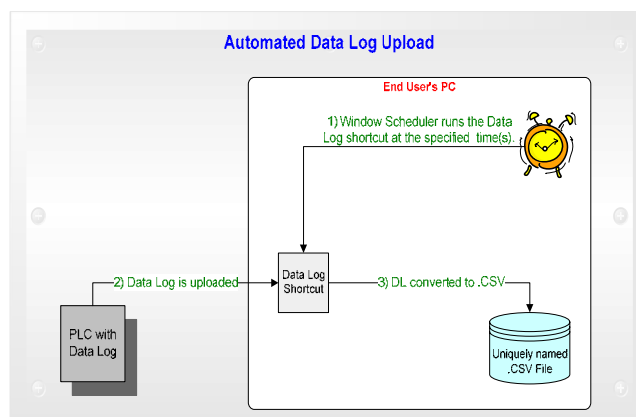 Automated Data Log Upload
End User's PC
1) Window Scheduler runs the Data
Log shortcut at the specified time(s).
2) Data Log is uploaded
Data Log
Shortcut
3) DL converted to .CSV
PLC with
Data Log
Uniquely named
.CSV File